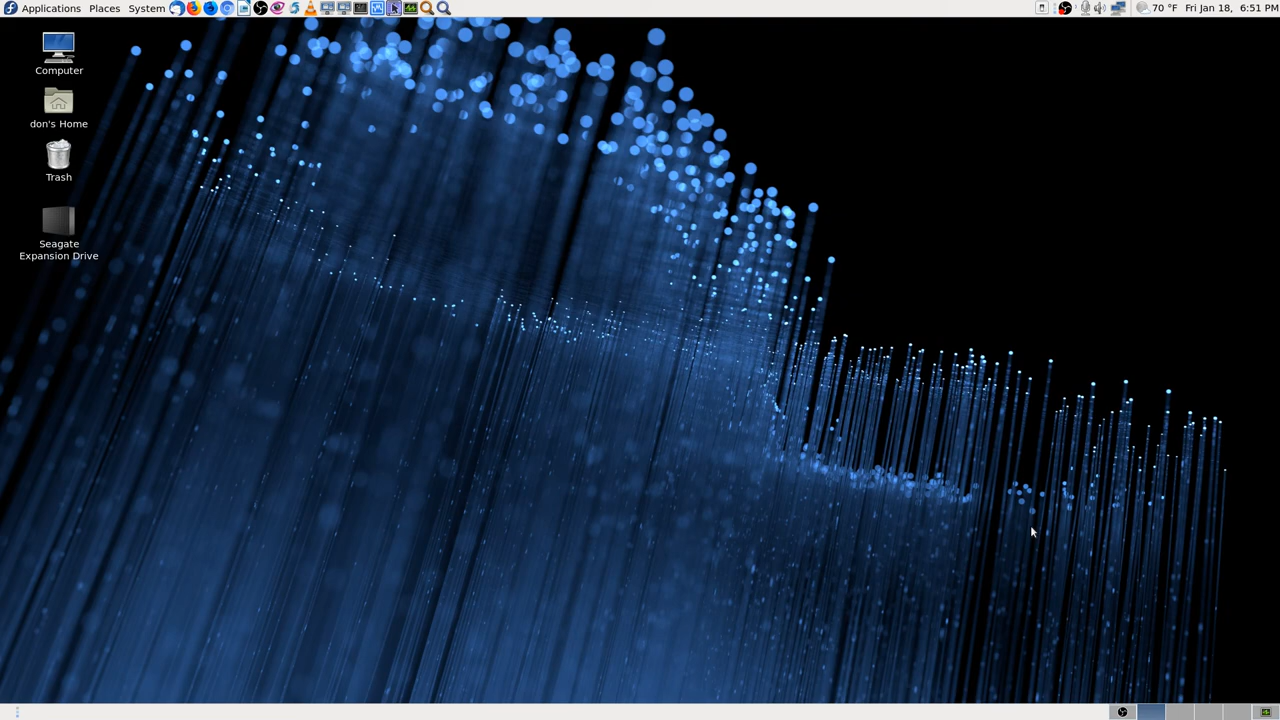 Applications Places System 70 °F Fri Jan 18, 6:51 PM
Computer
don's Home
Trash
Seagate
Expansion Drive